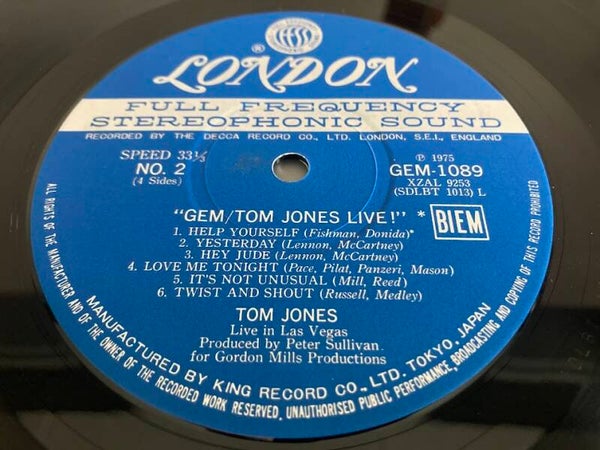 LONDON
FULL FREQUENCY
STEREOPHONIC SOUND
RECORDED BY THE DECCA RECORD CO., LTD. LONDON, S.E.I., ENGLAND
SPEED 33⅓
NO. 2
(4 Sides)
Ⓟ 1975
GEM-1089
XZAL 9253
(SDLBT 1013) L
"GEM/TOM JONES LIVE!" *
BIEM
1. HELP YOURSELF (Fishman, Donida)*
2. YESTERDAY (Lennon, McCartney)
3. HEY JUDE (Lennon, McCartney)
4. LOVE ME TONIGHT (Pace, Pilat, Panzeri, Mason)
5. IT'S NOT UNUSUAL (Mill, Reed)
6. TWIST AND SHOUT (Russell, Medley)
TOM JONES
Live in Las Vegas
Produced by Peter Sullivan
for Gordon Mills Productions
MANUFACTURED BY KING RECORD CO., LTD. TOKYO, JAPAN
ALL RIGHTS OF THE MANUFACTURER AND OF THE OWNER OF THE RECORDED WORK RESERVED. UNAUTHORISED PUBLIC PERFORMANCE, BROADCASTING AND COPYING OF THIS RECORD PROHIBITED